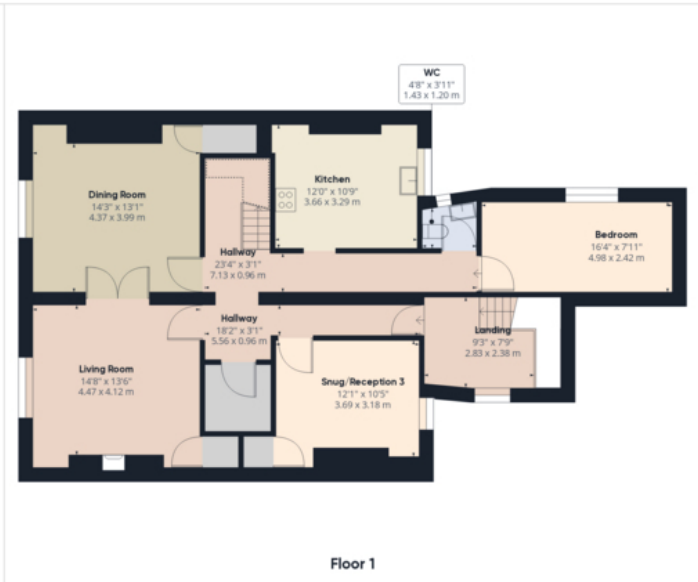 WC
4'8" x 3'11"
1.43 x 1.20 m
Kitchen
12'0" x 10'9"
3.66 x 3.29 m
Dining Room
14'3" x 13'1"
4.37 x 3.99 m
Bedroom
16'4" x 7'11"
4.98 x 2.42 m
Hallway
23'4" x 3'1"
7.13 x 0.96 m
Hallway
18'2" x 3'1"
5.56 x 0.96 m
Landing
9'3" x 7'9"
2.83 x 2.38 m
Living Room
14'8" x 13'6"
4.47 x 4.12 m
Snug/Reception 3
12'1" x 10'5"
3.69 x 3.18 m
Floor 1